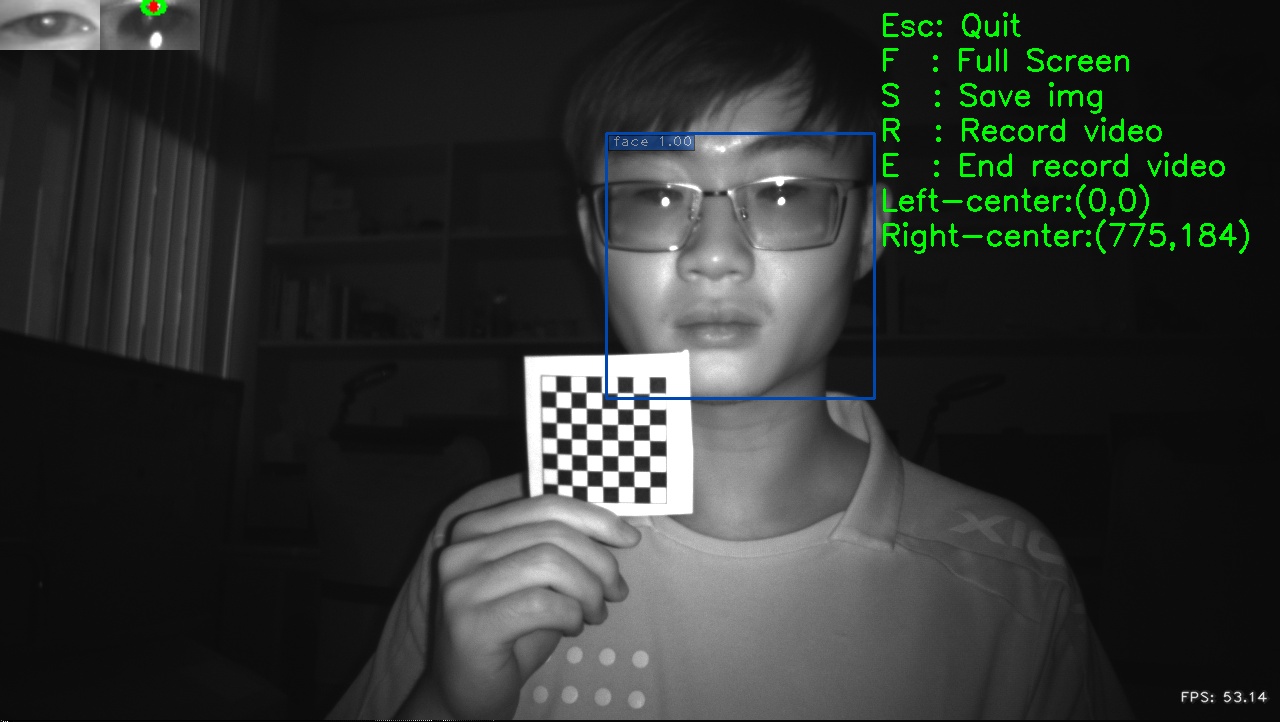 Esc: Quit
F : Full Screen
S : Save img
R : Record video
E : End record video
Left-center:(0,0)
Right-center:(775,184)
face 1.00
XIO
FPS: 53.14